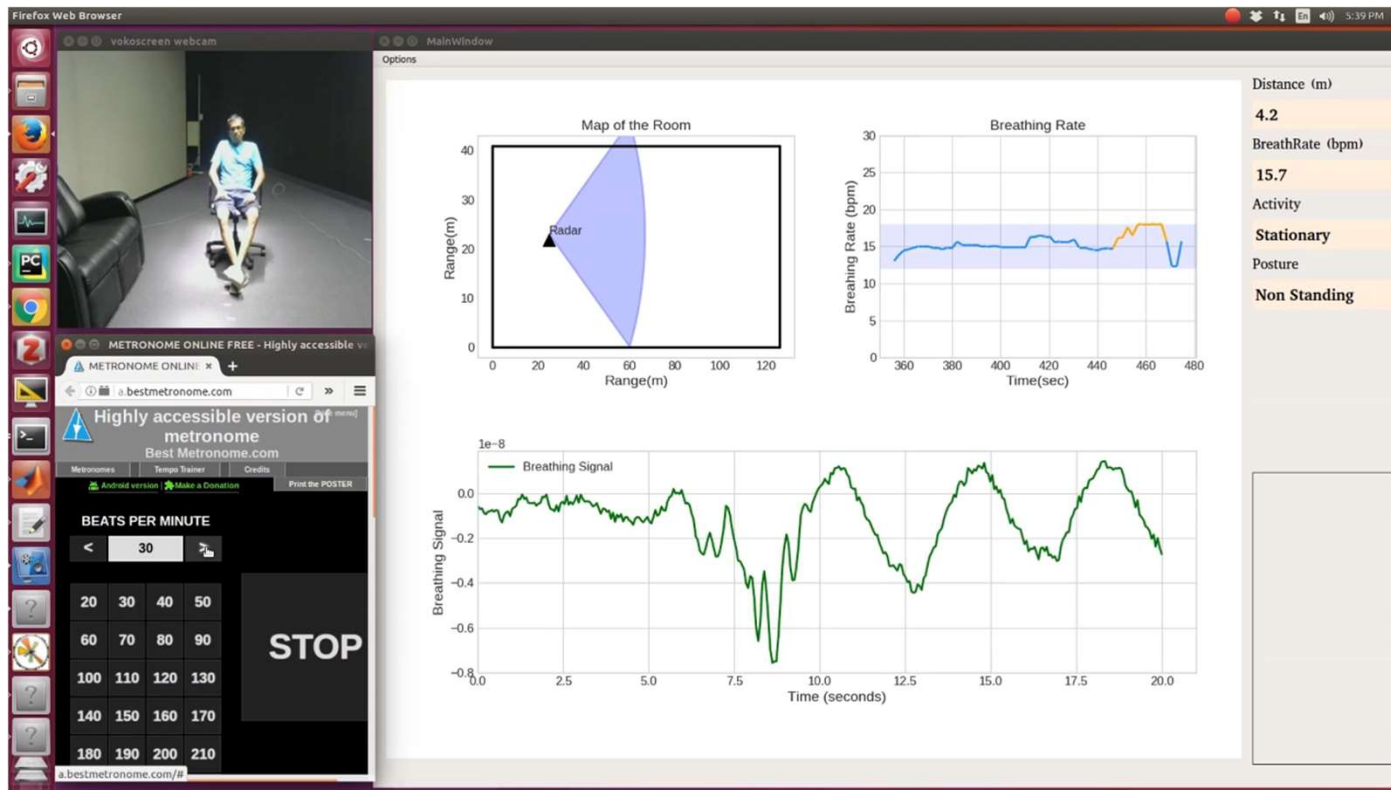 Firefox Web Browser
En
5:39 PM
vokoscreen webcam
MainWindow
Options
Map of the Room
Range(m)
40
30
20
10
0
Radar
0 20 40 60 80 100 120
Range(m)
Breathing Rate
Breahing Rate (bpm)
30
25
20
15
10
5
0
360 380 400 420 440 460 480
Time(sec)
Distance (m)
4.2
BreathRate (bpm)
15.7
Activity
Stationary
Posture
Non Standing
1e−8
Breathing Signal
Breathing Signal
0.0
−0.2
−0.4
−0.6
−0.8
0.0 2.5 5.0 7.5 10.0 12.5 15.0 17.5 20.0
Time (seconds)
PC
METRONOME ONLINE FREE - Highly accessible
METRONOME ONLINE
a.bestmetronome.com
Highly accessible version of
metronome
Best Metronome.com
Metronomes Tempo Trainer Credits
Android version | Make a Donation
Print the POSTER
BEATS PER MINUTE
< 30 >
20 30 40 50
60 70 80 90
100 110 120 130
140 150 160 170
180 190 200 210
STOP
a.bestmetronome.com/#